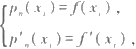 p_n(x_i) = f(x_i),
p'_n(x_i) = f'(x_i),